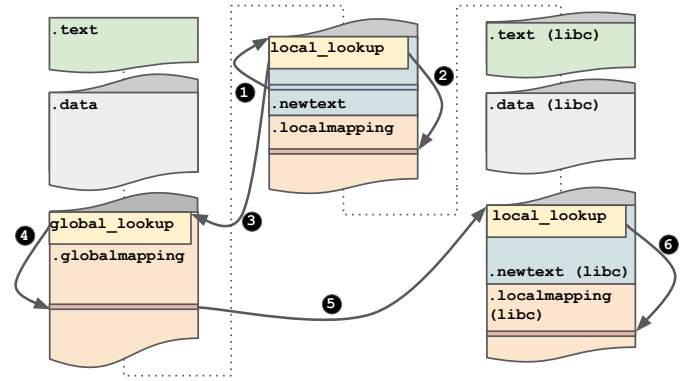 .text
.data
global_lookup
.globalmapping
local_lookup
.newtext
.localmapping
.text (libc)
.data (libc)
local_lookup
.newtext (libc)
.localmapping
(libc)
1
2
3
4
5
6